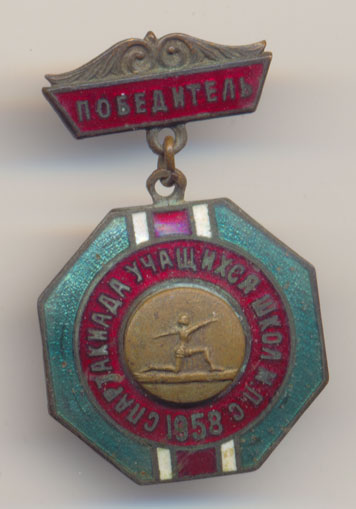 ПОБЕДИТЕЛЬ
СПАРТАКИАДА УЧАЩИХСЯ ШКОЛ М.Л.С.
1958